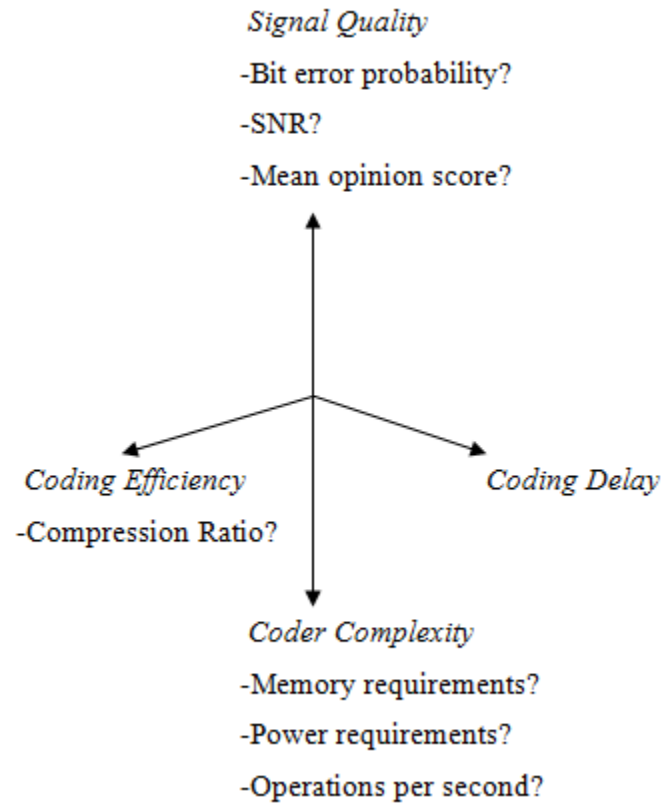 Signal Quality
-Bit error probability?
-SNR?
-Mean opinion score?
Coding Efficiency
-Compression Ratio?
Coding Delay
Coder Complexity
-Memory requirements?
-Power requirements?
-Operations per second?